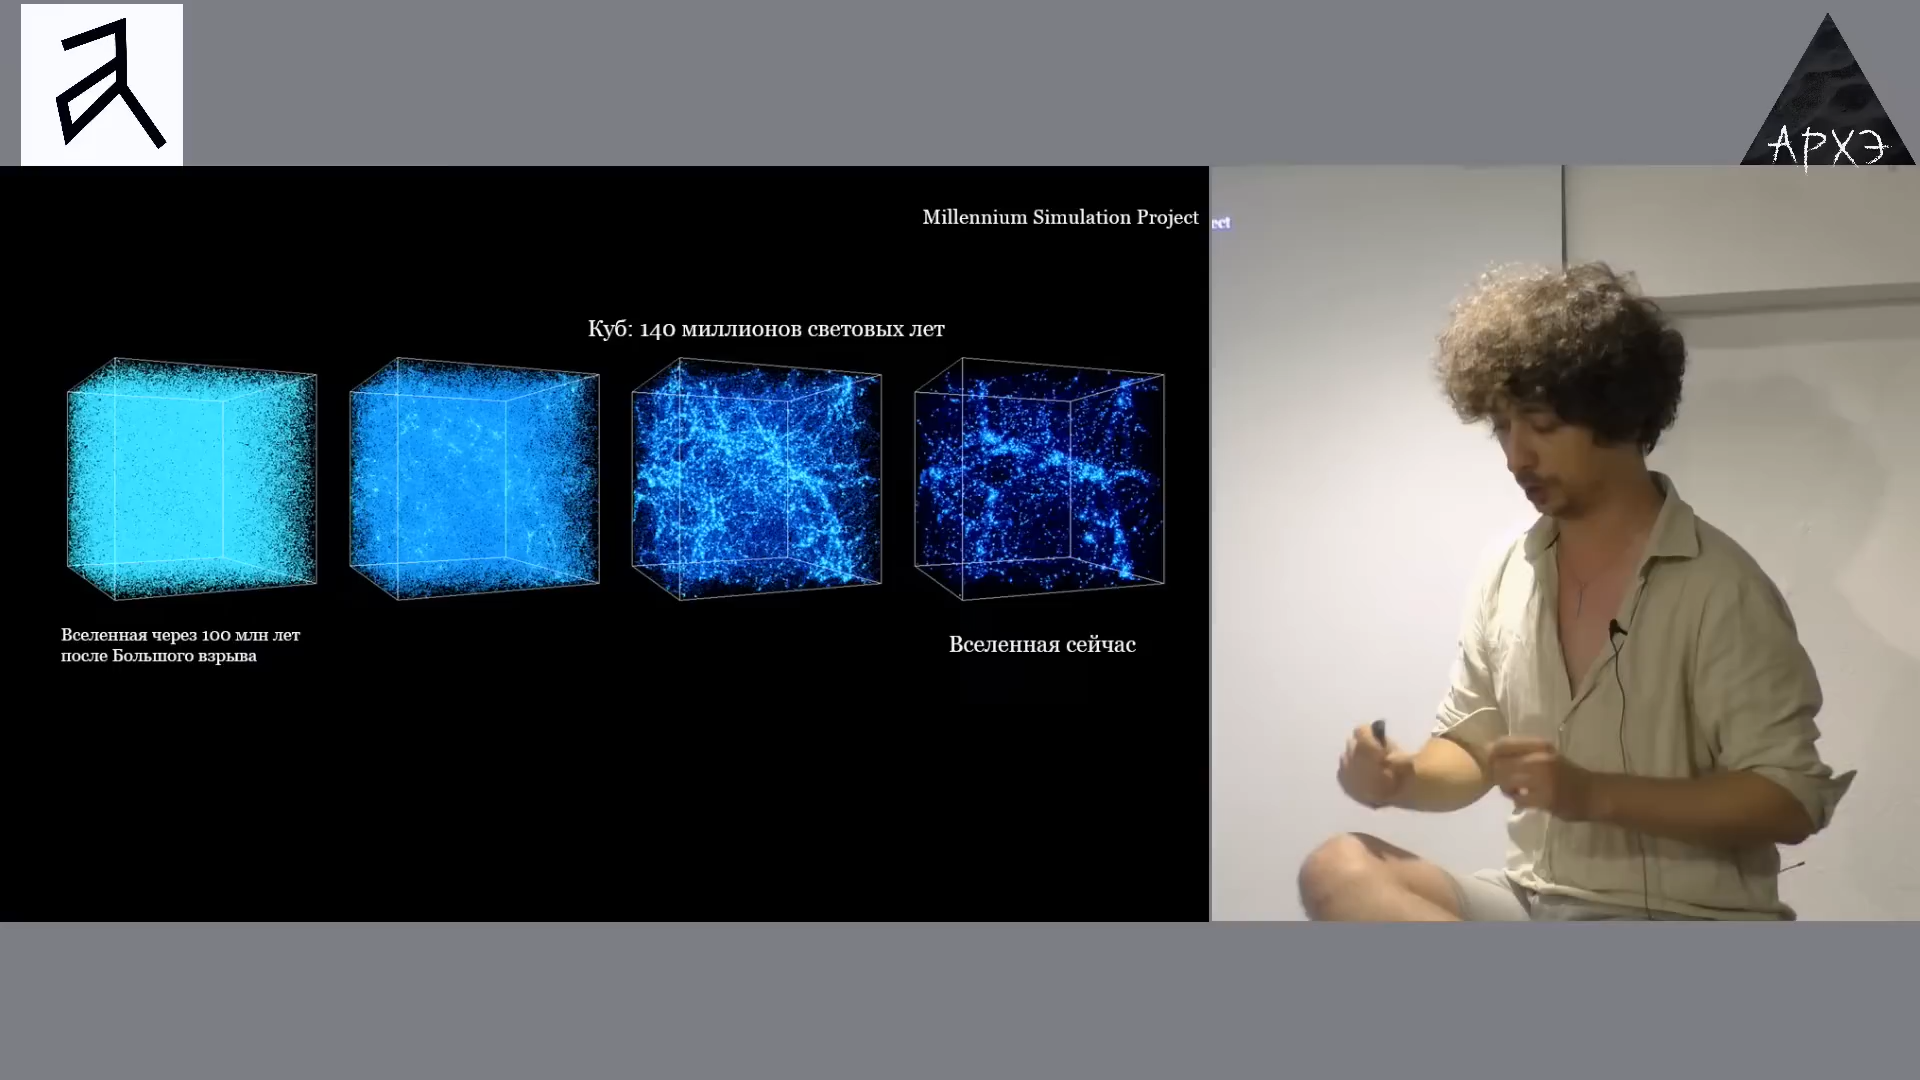 АРХЭ
Millennium Simulation Project
ect
Куб: 140 миллионов световых лет
Вселенная через 100 млн лет
после Большого взрыва
Вселенная сейчас